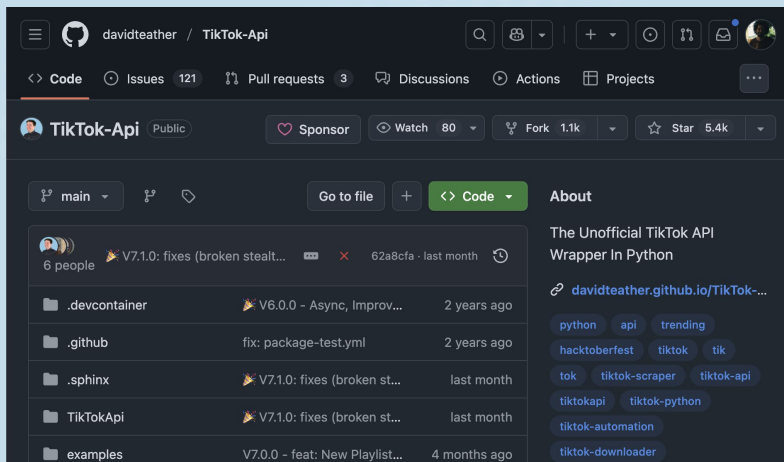 davidteather / TikTok-Api
Code Issues 121 Pull requests 3 Discussions Actions Projects
TikTok-Api Public Sponsor Watch 80 Fork 1.1k Star 5.4k
main Go to file + Code
6 people V7.1.0: fixes (broken stealt... 62a8cfa · last month
.devcontainer V6.0.0 - Async, Improv... 2 years ago
.github fix: package-test.yml 2 years ago
.sphinx V7.1.0: fixes (broken st... last month
TikTokApi V7.1.0: fixes (broken st... last month
examples V7.0.0 - feat: New Playlist... 4 months ago
About
The Unofficial TikTok API
Wrapper In Python
davidteather.github.io/TikTok-...
python api trending
hacktoberfest tiktok tik
tok tiktok-scraper tiktok-api
tiktokapi tiktok-python
tiktok-automation
tiktok-downloader